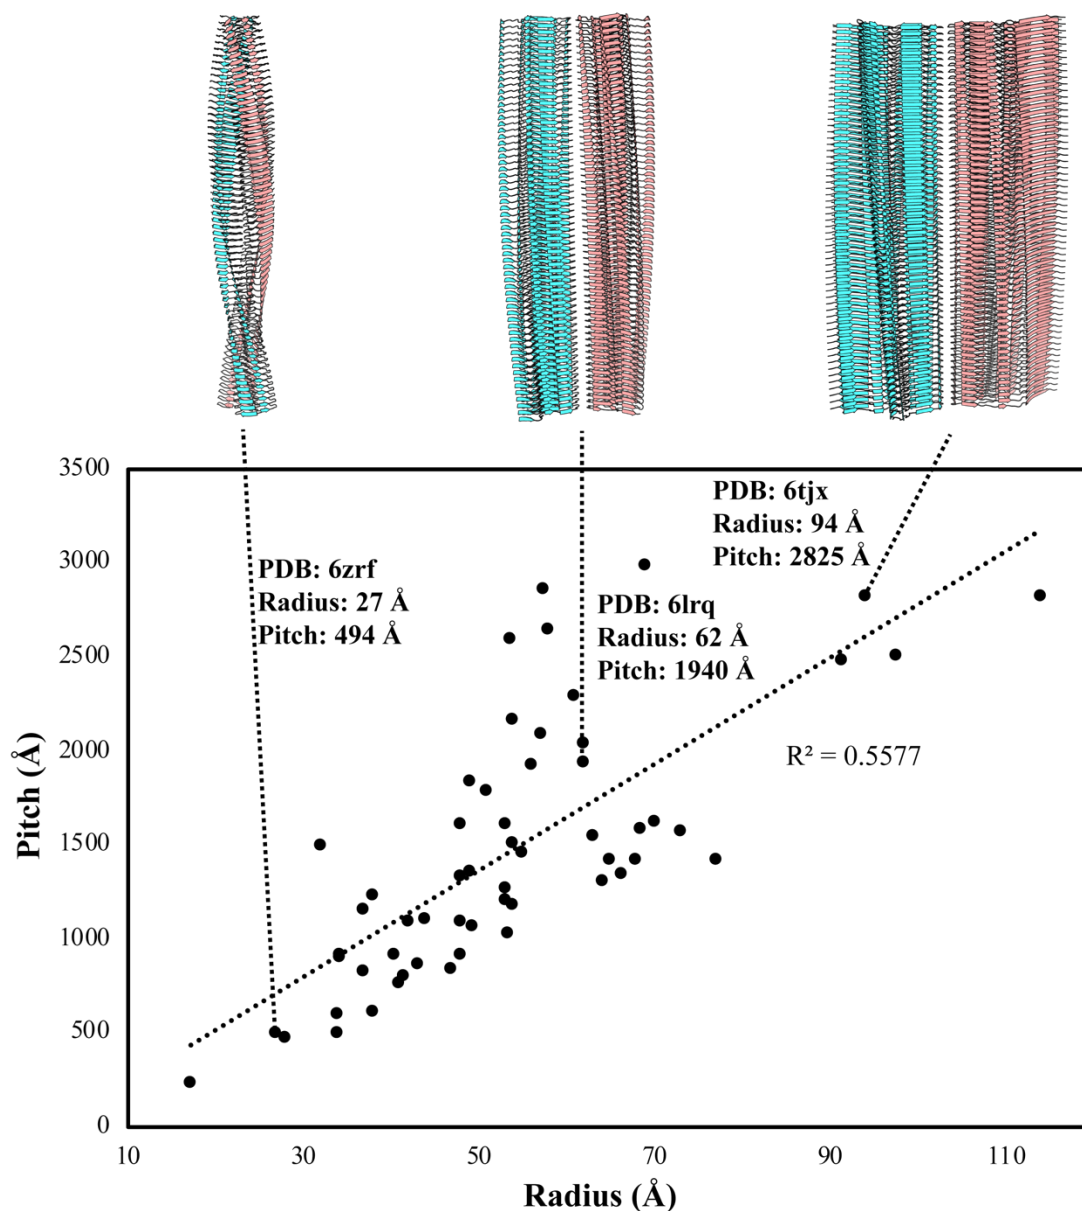 3500
3000
2500
2000
1500
1000
500
0
Pitch (Å)
PDB: 6zrf
Radius: 27 Å
Pitch: 494 Å
PDB: 6lrq
Radius: 62 Å
Pitch: 1940 Å
PDB: 6tjx
Radius: 94 Å
Pitch: 2825 Å
R² = 0.5577
10 30 50 70 90 110
Radius (Å)